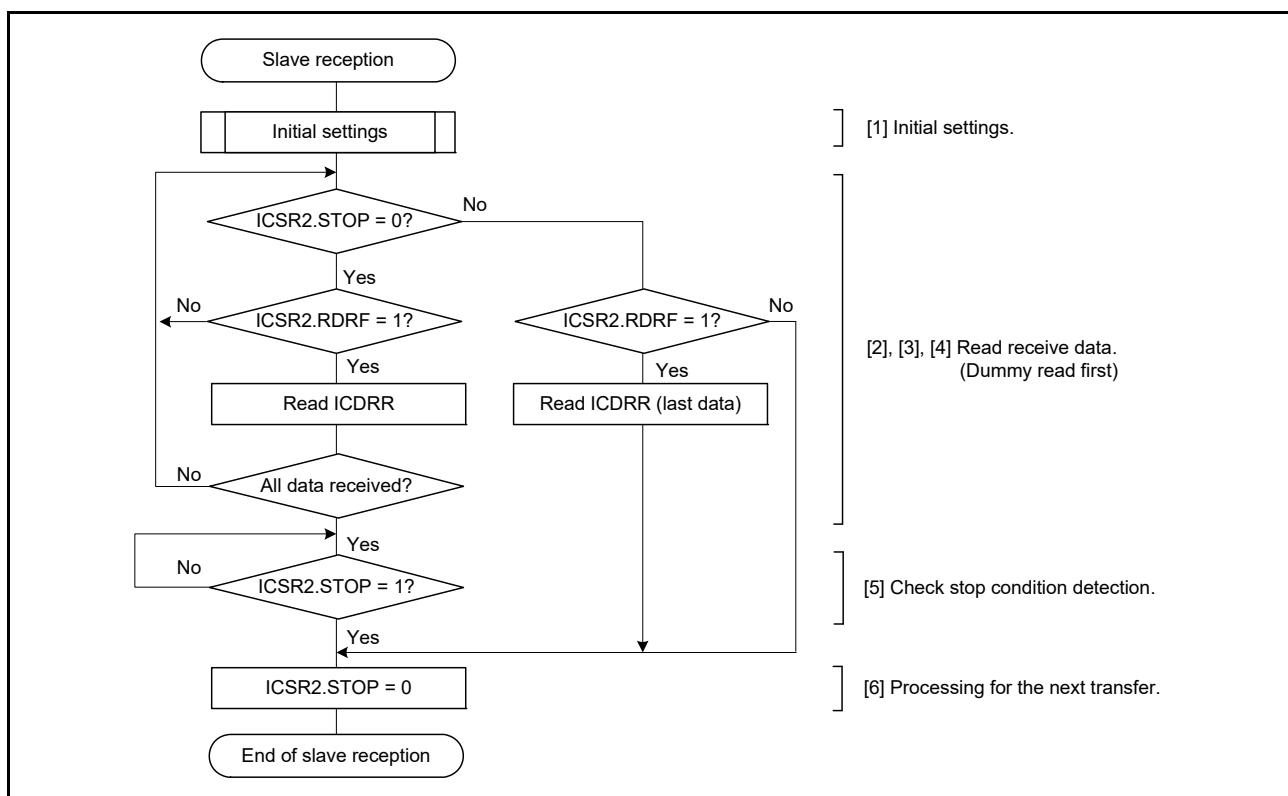 Slave reception
Initial settings
[1] Initial settings.
ICSR2.STOP = 0?
No
Yes
No
ICSR2.RDRF = 1?
ICSR2.RDRF = 1?
No
[2], [3], [4] Read receive data.
(Dummy read first)
Yes
Yes
Read ICDRR
Read ICDRR (last data)
No
All data received?
Yes
No
ICSR2.STOP = 1?
[5] Check stop condition detection.
Yes
ICSR2.STOP = 0
[6] Processing for the next transfer.
End of slave reception